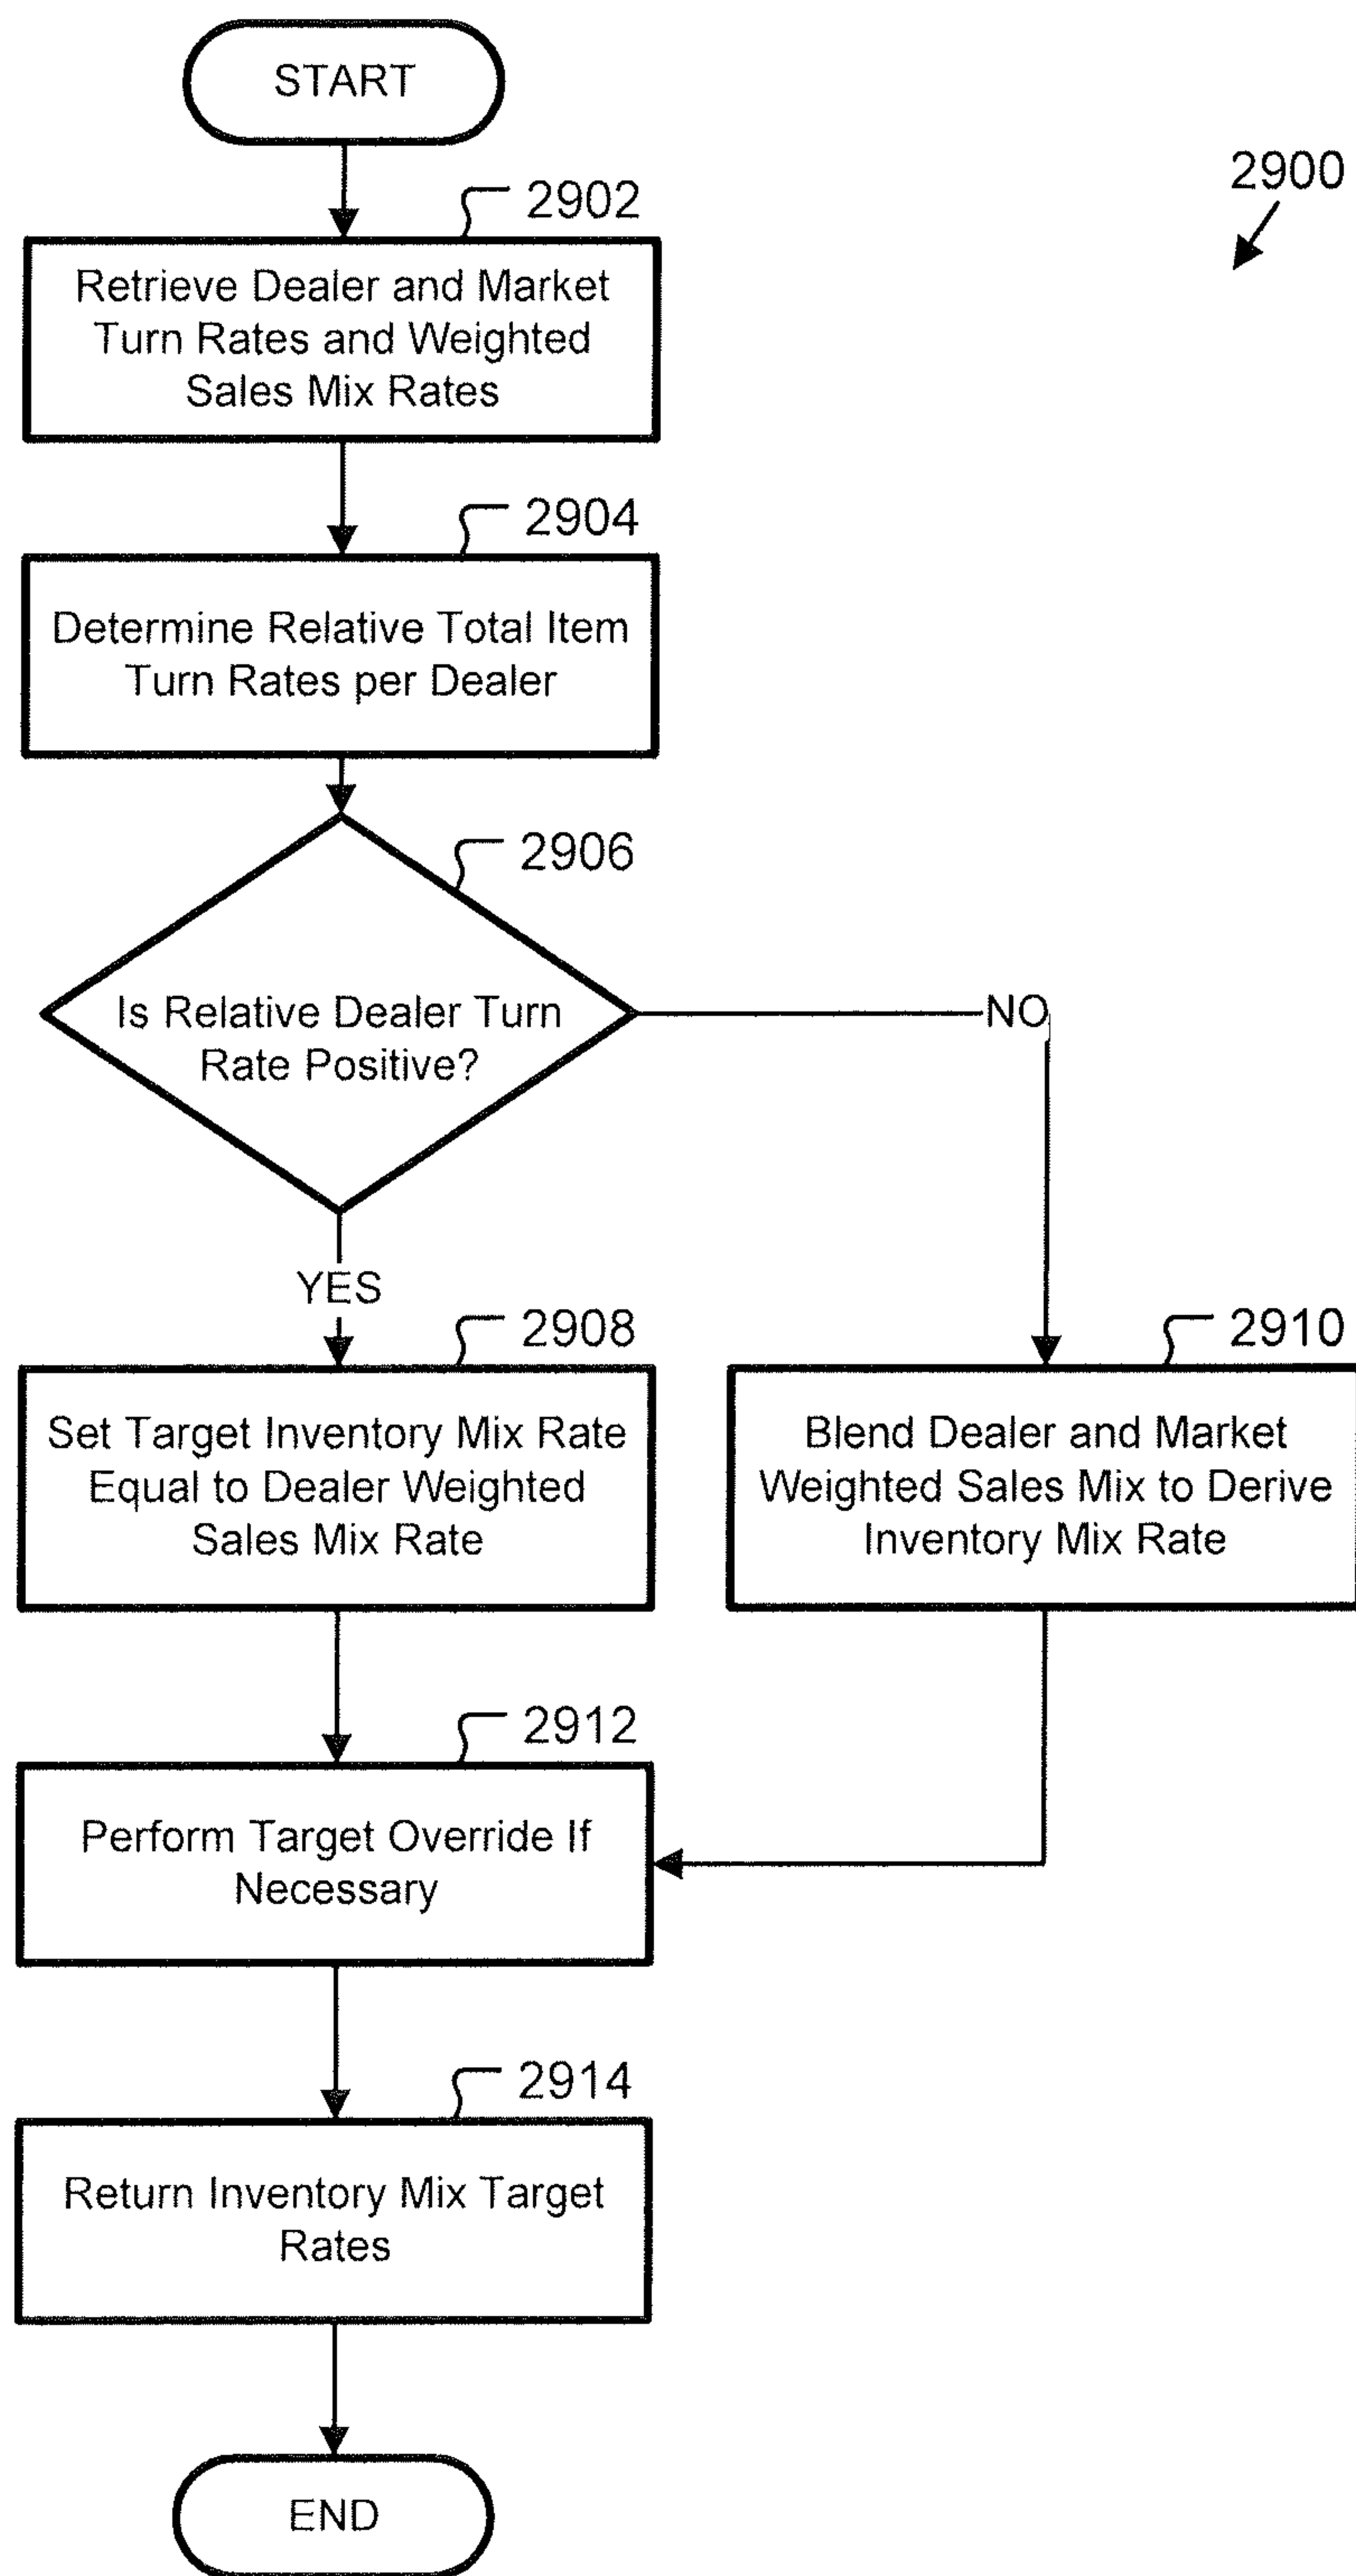 START
2900
2902
Retrieve Dealer and Market
Turn Rates and Weighted
Sales Mix Rates
2904
Determine Relative Total Item
Turn Rates per Dealer
2906
Is Relative Dealer Turn
Rate Positive?
NO
YES
2908
Set Target Inventory Mix Rate
Equal to Dealer Weighted
Sales Mix Rate
2910
Blend Dealer and Market
Weighted Sales Mix to Derive
Inventory Mix Rate
2912
Perform Target Override If
Necessary
2914
Return Inventory Mix Target
Rates
END